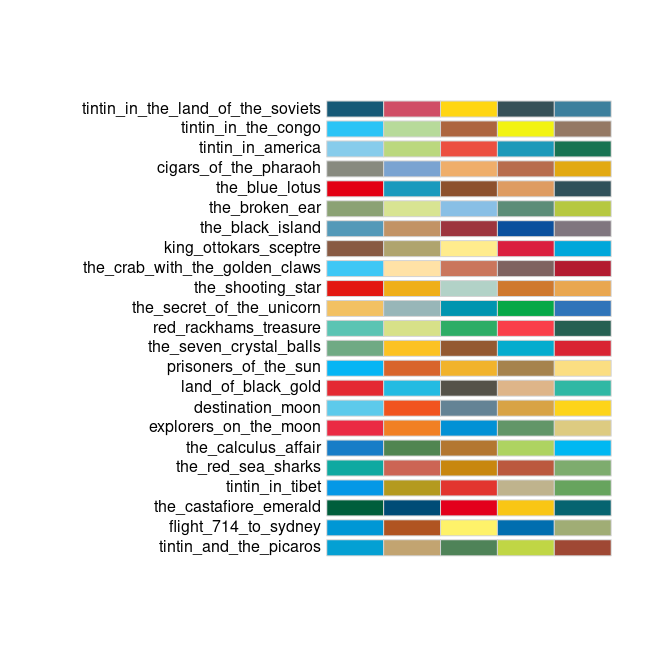 tintin_in_the_land_of_the_soviets
tintin_in_the_congo
tintin_in_america
cigars_of_the_pharaoh
the_blue_lotus
the_broken_ear
the_black_island
king_ottokars_sceptre
the_crab_with_the_golden_claws
the_shooting_star
the_secret_of_the_unicorn
red_rackhams_treasure
the_seven_crystal_balls
prisoners_of_the_sun
land_of_black_gold
destination_moon
explorers_on_the_moon
the_calculus_affair
the_red_sea_sharks
tintin_in_tibet
the_castafiore_emerald
flight_714_to_sydney
tintin_and_the_picaros